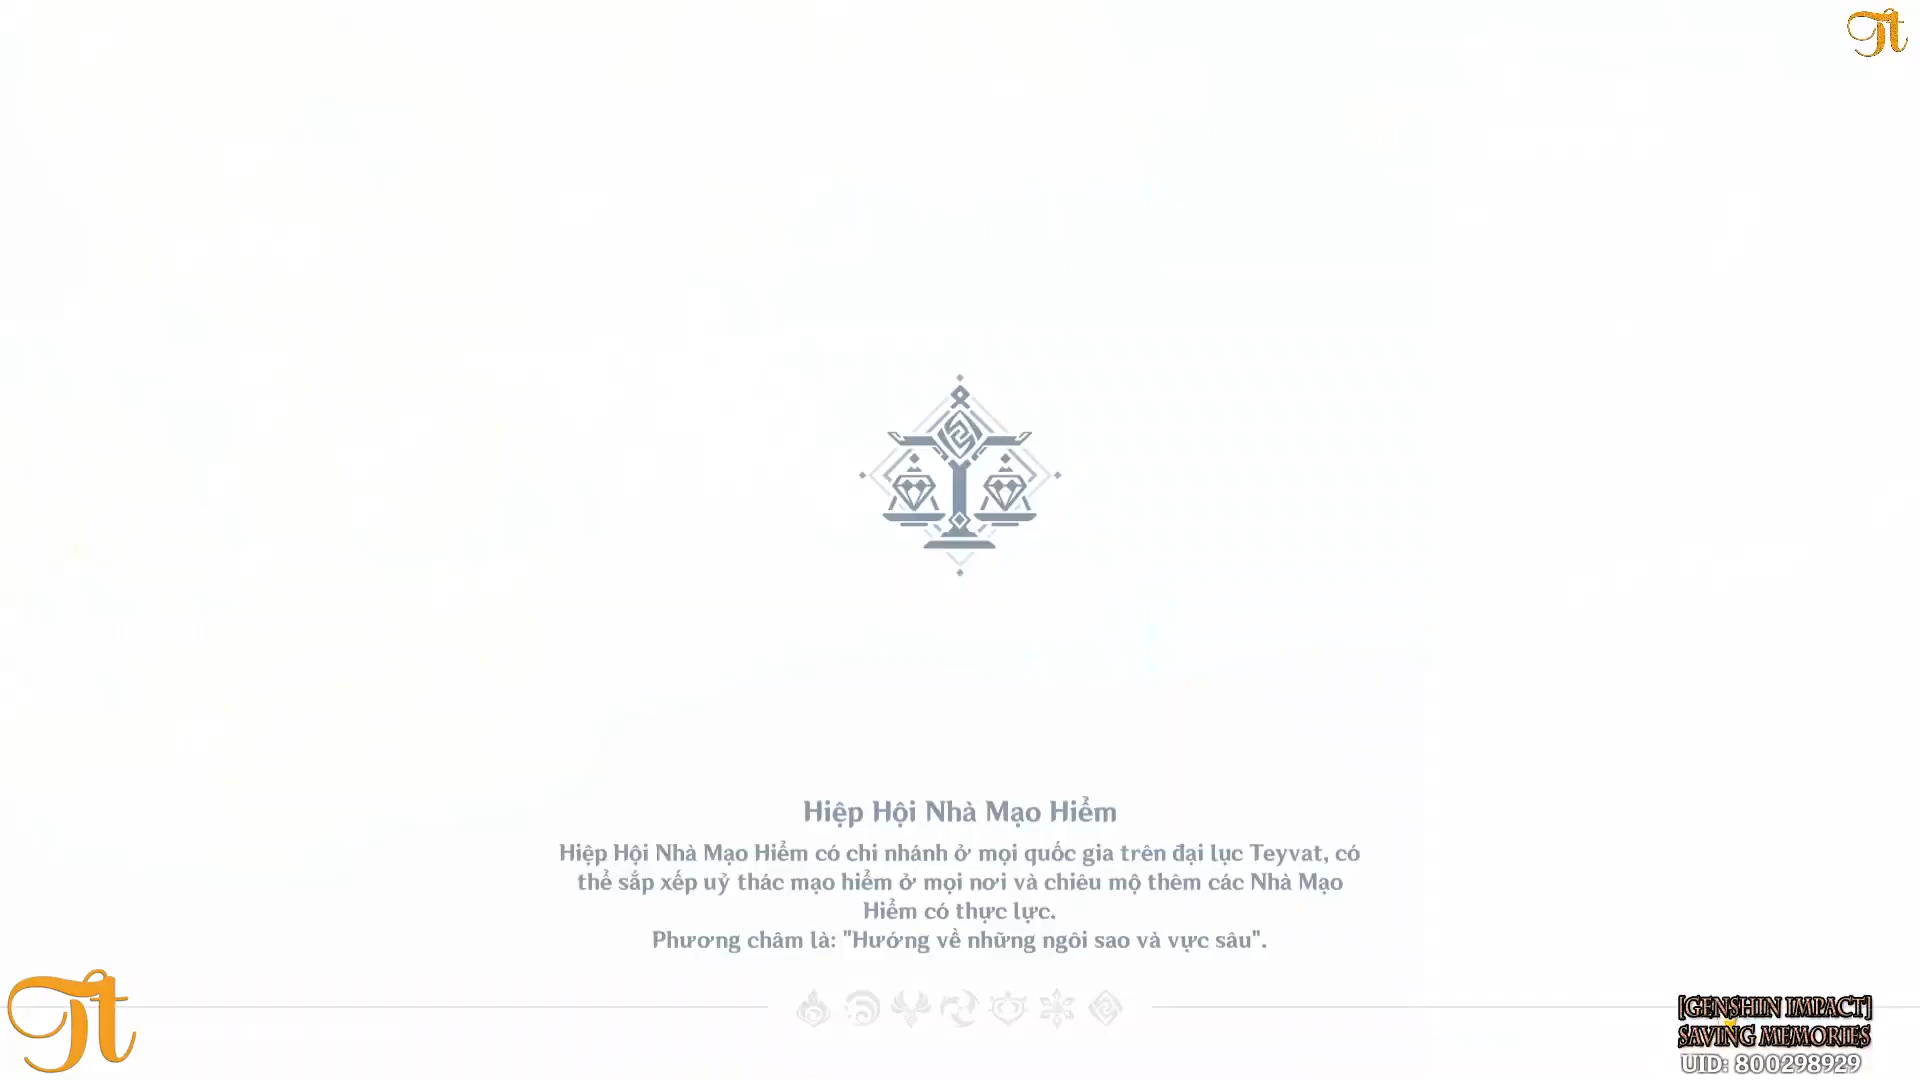 Tt
Hiệp Hội Nhà Mạo Hiểm
Hiệp Hội Nhà Mạo Hiểm có chi nhánh ở mọi quốc gia trên đại lục Teyvat, có
thể sắp xếp uỷ thác mạo hiểm ở mọi nơi và chiêu mộ thêm các Nhà Mạo
Hiểm có thực lực.
Phương châm là: "Hướng về những ngôi sao và vực sâu".
Tt
[GENSHIN IMPACT]
SAVING MEMORIES
UID: 800298929